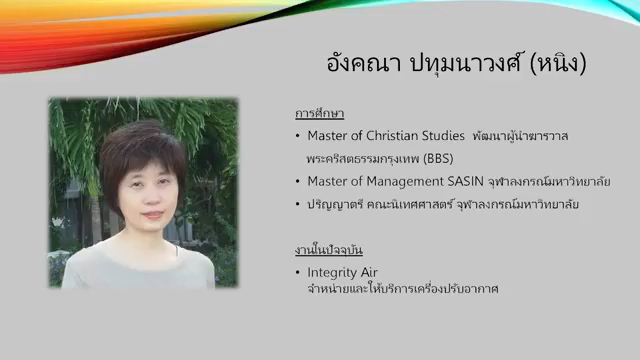 อังคณา ปทุมนาวงศ์ (หนิง)
การศึกษา
• Master of Christian Studies พัฒนาผู้นำฆารวาส
พระคริสตธรรมกรุงเทพ (BBS)
• Master of Management SASIN จุฬาลงกรณ์มหาวิทยาลัย
• ปริญญาตรี คณะนิเทศศาสตร์ จุฬาลงกรณ์มหาวิทยาลัย
งานในปัจจุบัน
• Integrity Air
จำหน่ายและให้บริการเครื่องปรับอากาศ